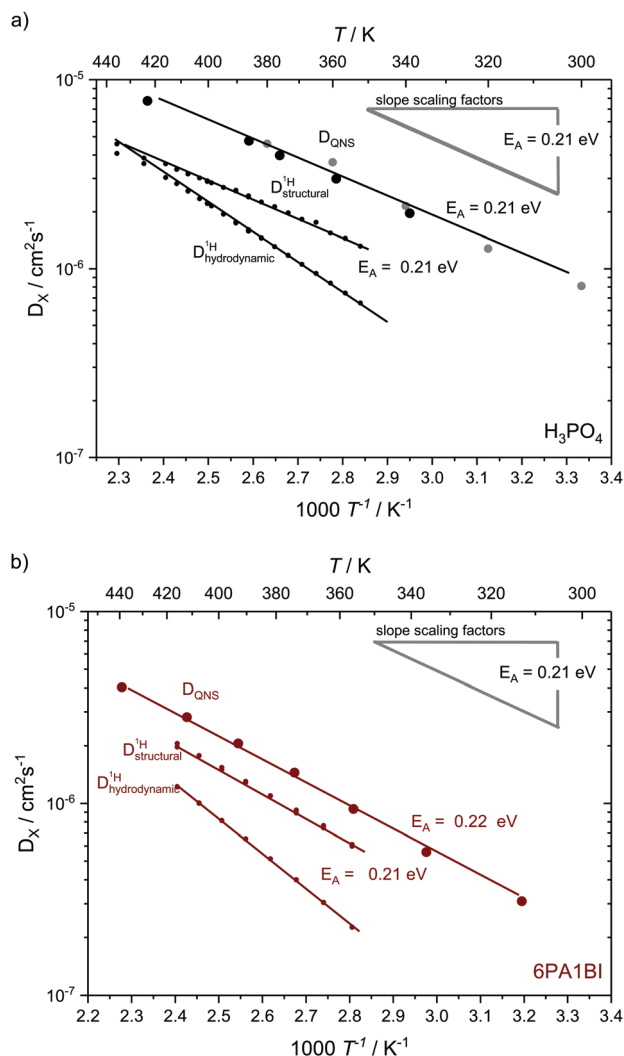 a)
T / K
440 420 400 380 360 340 320 300
10⁻⁵
slope scaling factors
E_A = 0.21 eV
D_QNS
D^1H_structural
E_A = 0.21 eV
D^1H_hydrodynamic
E_A = 0.21 eV
10⁻⁶
D_X / cm²s⁻¹
H₃PO₄
10⁻⁷
2.3 2.4 2.5 2.6 2.7 2.8 2.9 3.0 3.1 3.2 3.3 3.4
1000 T⁻¹ / K⁻¹
b)
T / K
440 420 400 380 360 340 320 300
10⁻⁵
slope scaling factors
E_A = 0.21 eV
D_QNS
D^1H_structural
D^1H_hydrodynamic
10⁻⁶
E_A = 0.22 eV
D_X / cm²s⁻¹
E_A = 0.21 eV
6PA1BI
10⁻⁷
2.2 2.3 2.4 2.5 2.6 2.7 2.8 2.9 3.0 3.1 3.2 3.3 3.4
1000 T⁻¹ / K⁻¹